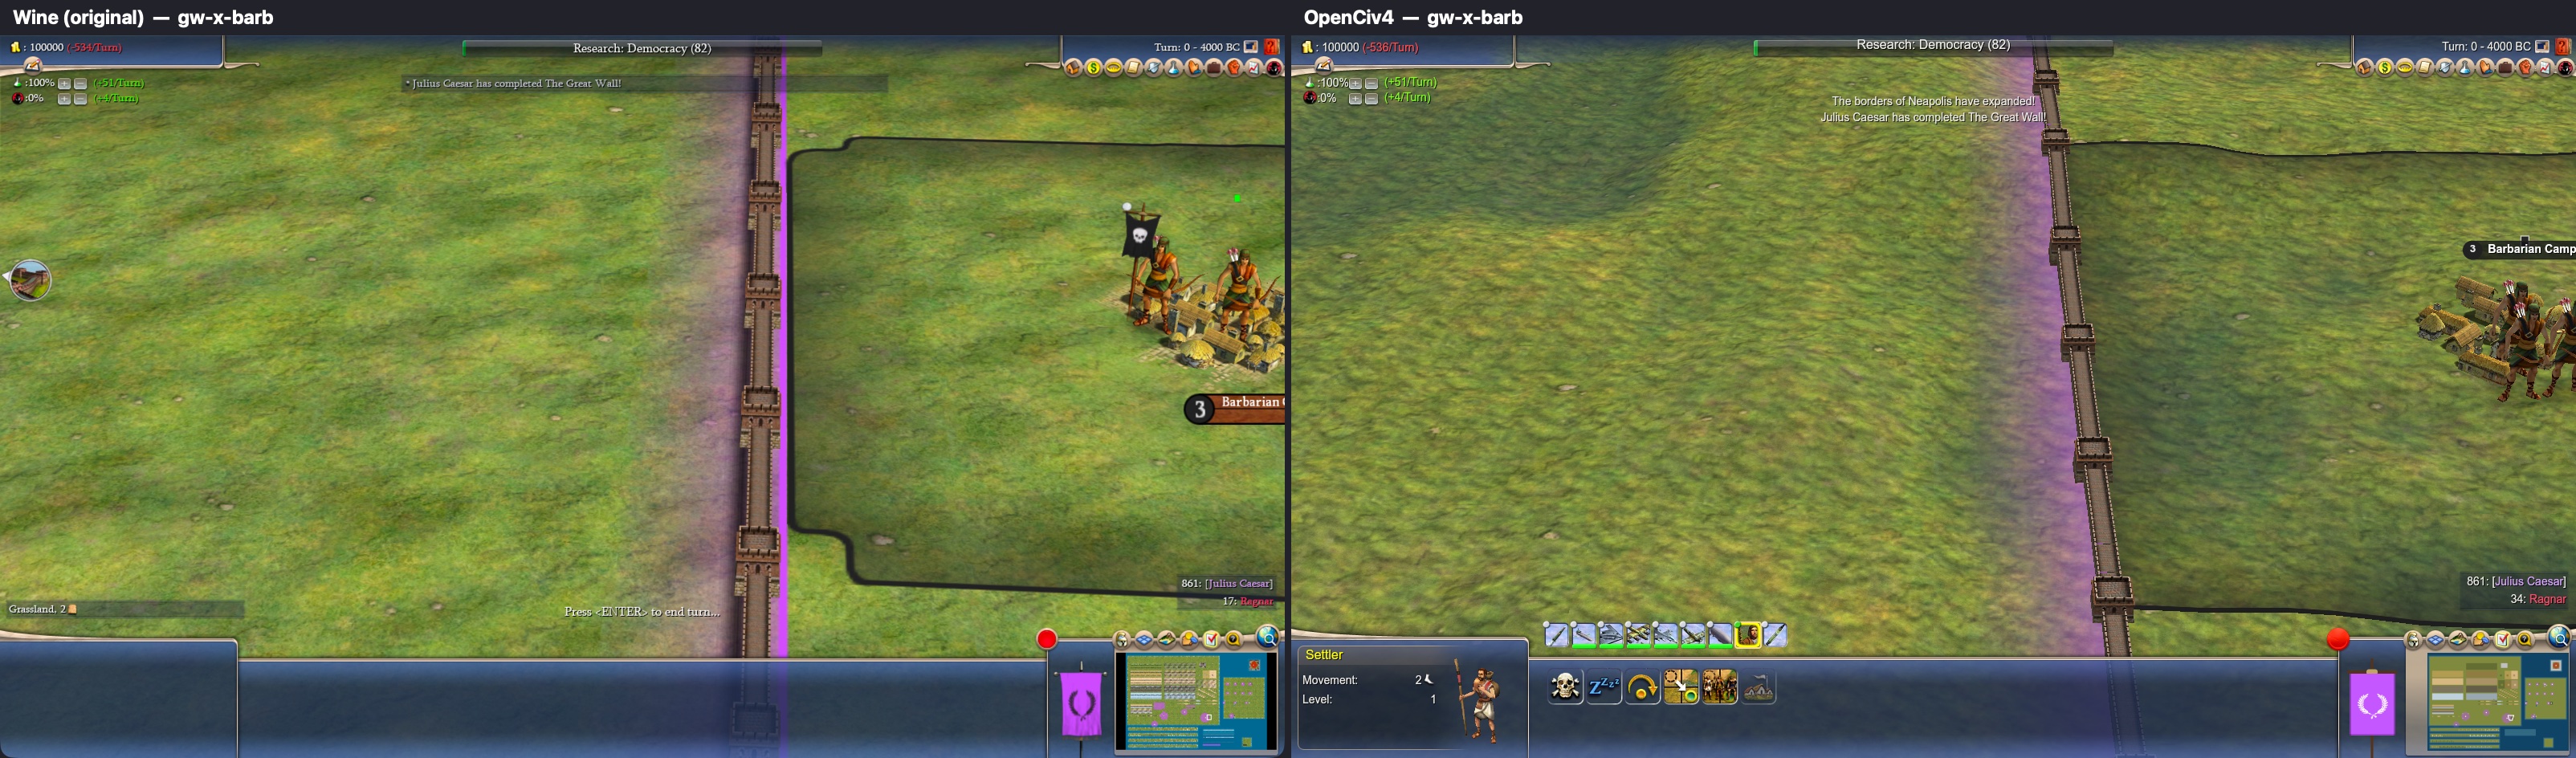 Wine (original) — gw-x-barb
: 100000 (-534/Turn)
Research: Democracy (82)
Turn: 0 - 4000 BC
:100% (+51/Turn)
:0% (+4/Turn)
* Julius Caesar has completed The Great Wall!
3 Barbarian
861: [Julius Caesar]
17: Ragnar
Grassland, 2
Press <ENTER> to end turn...
OpenCiv4 — gw-x-barb
: 100000 (-536/Turn)
Research: Democracy (82)
Turn: 0 - 4000 BC
:100% (+51/Turn)
:0% (+4/Turn)
The borders of Neapolis have expanded!
Julius Caesar has completed The Great Wall!
3 Barbarian Camp
861: [Julius Caesar]
34: Ragnar
Settler
Movement: 2
Level: 1